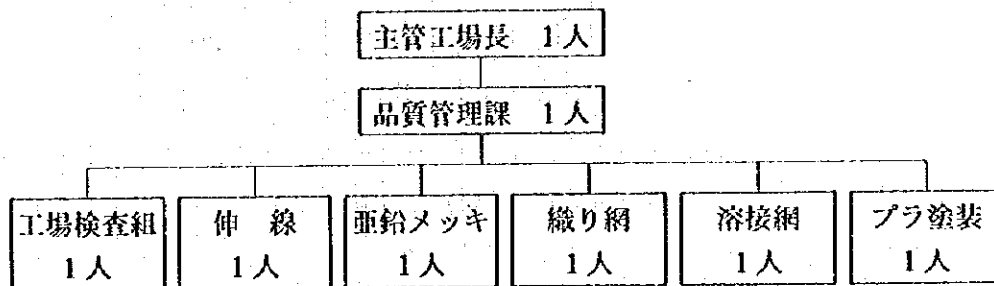 主管工場長 1人
品質管理課 1人
工場検査組 伸 線 亜鉛メッキ 織り網 溶接網 プラ塗装
1人 1人 1人 1人 1人 1人